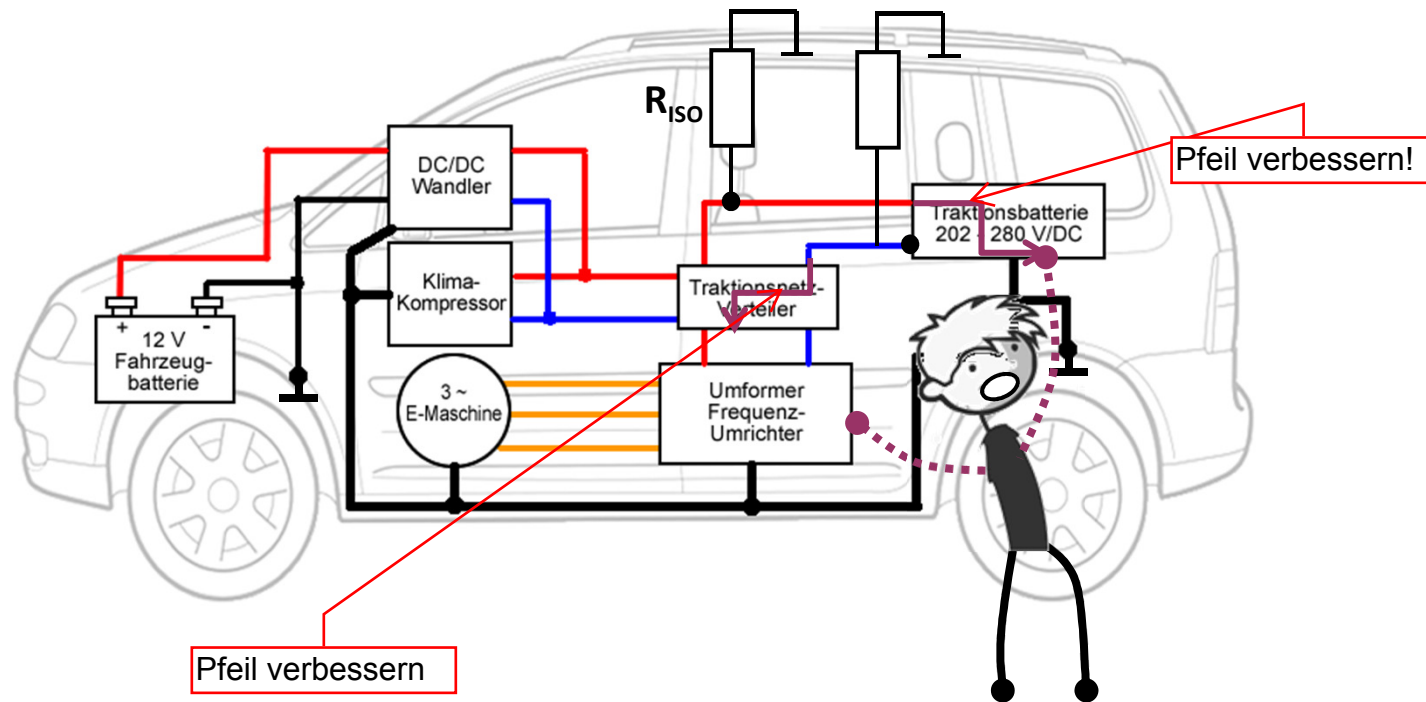 R_ISO
DC/DC
Wandler
Pfeil verbessern!
Traktionsbatterie
202 - 280 V/DC
Klima-
Kompressor
Traktionsnetz-
Verteiler
+ -
12 V
Fahrzeug-
batterie
3 ~
E-Maschine
Umformer
Frequenz-
Umrichter
Pfeil verbessern